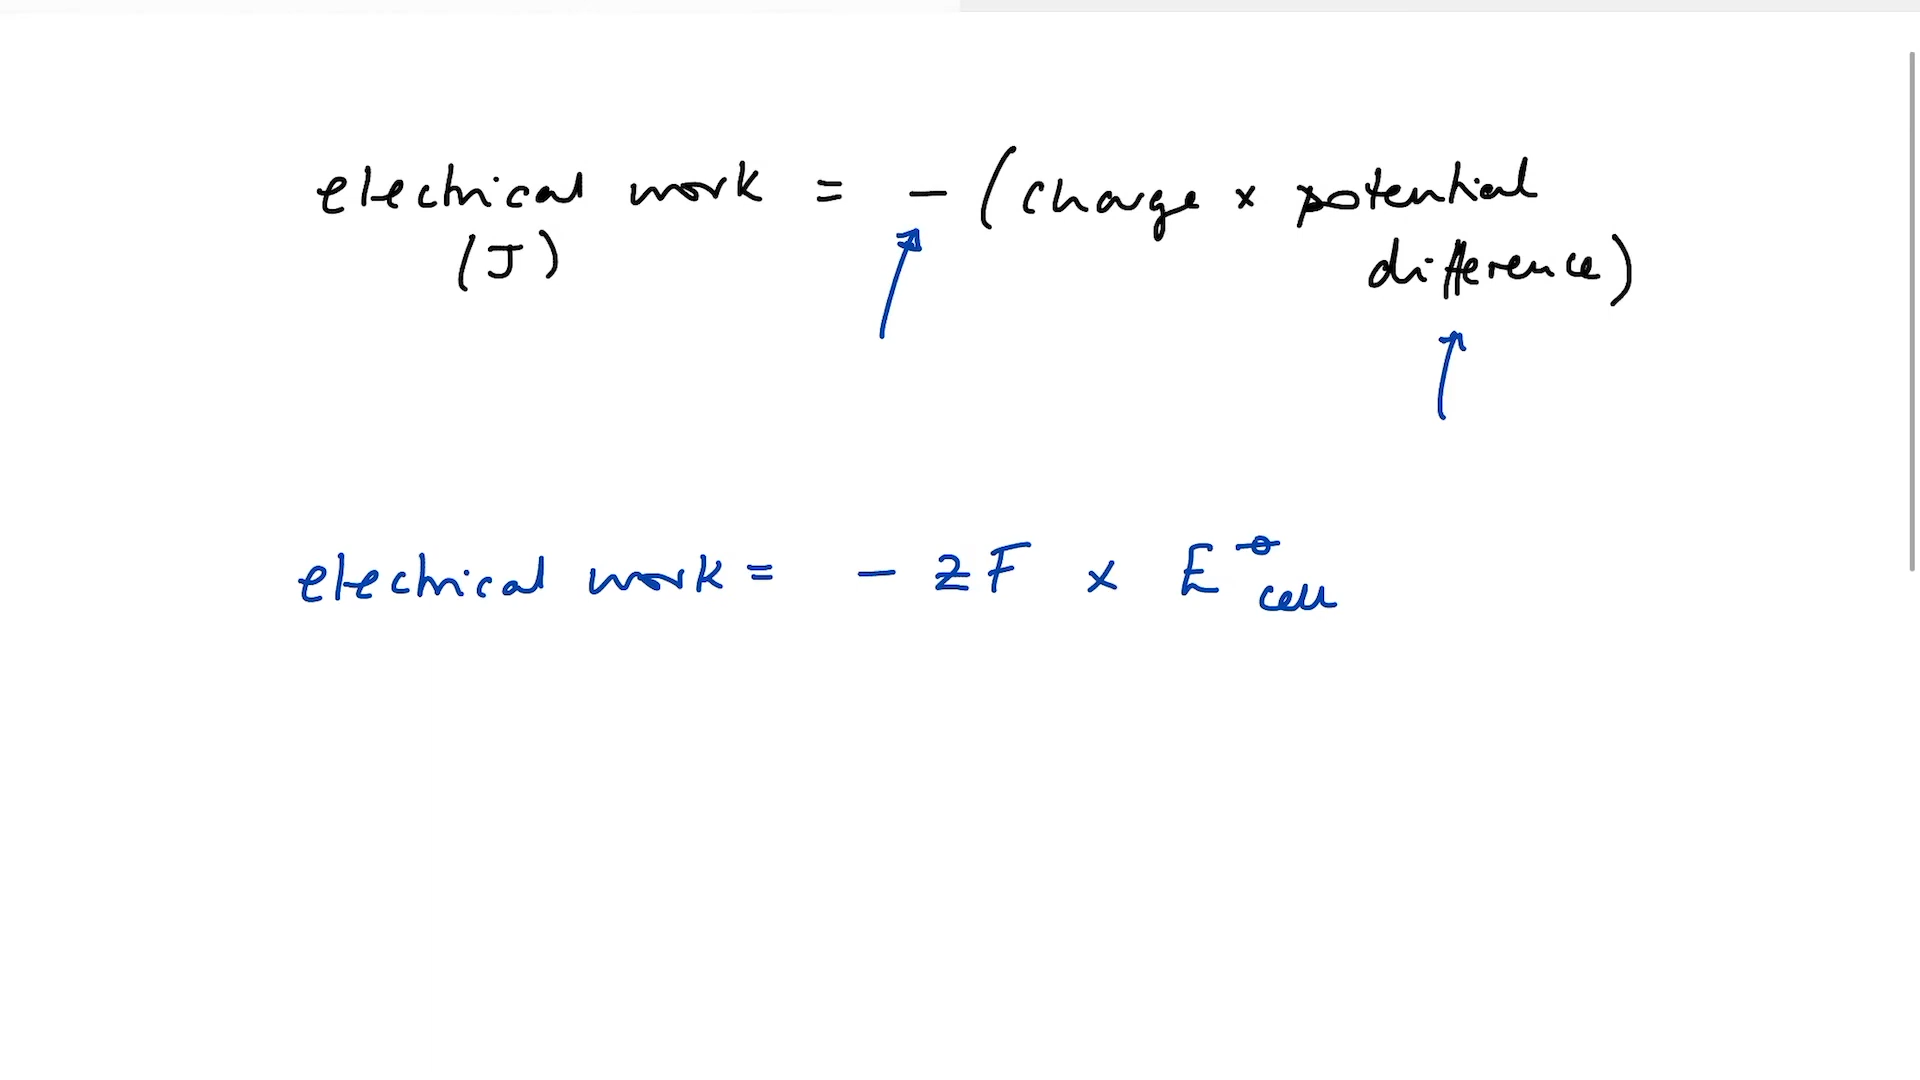 electrical work = - (charge x potential
(J) difference)
electrical work = - zF x E⦵cell